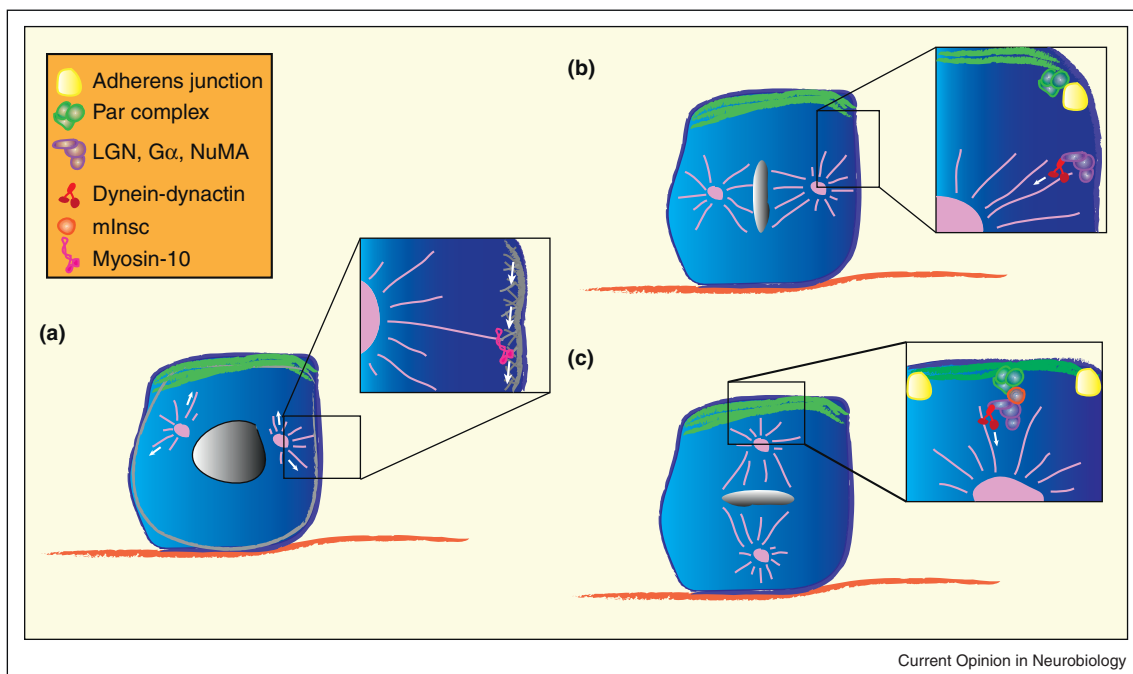 Adherens junction
Par complex
LGN, Gα, NuMA
Dynein-dynactin
mInsc
Myosin-10
(a)
(b)
(c)
Current Opinion in Neurobiology